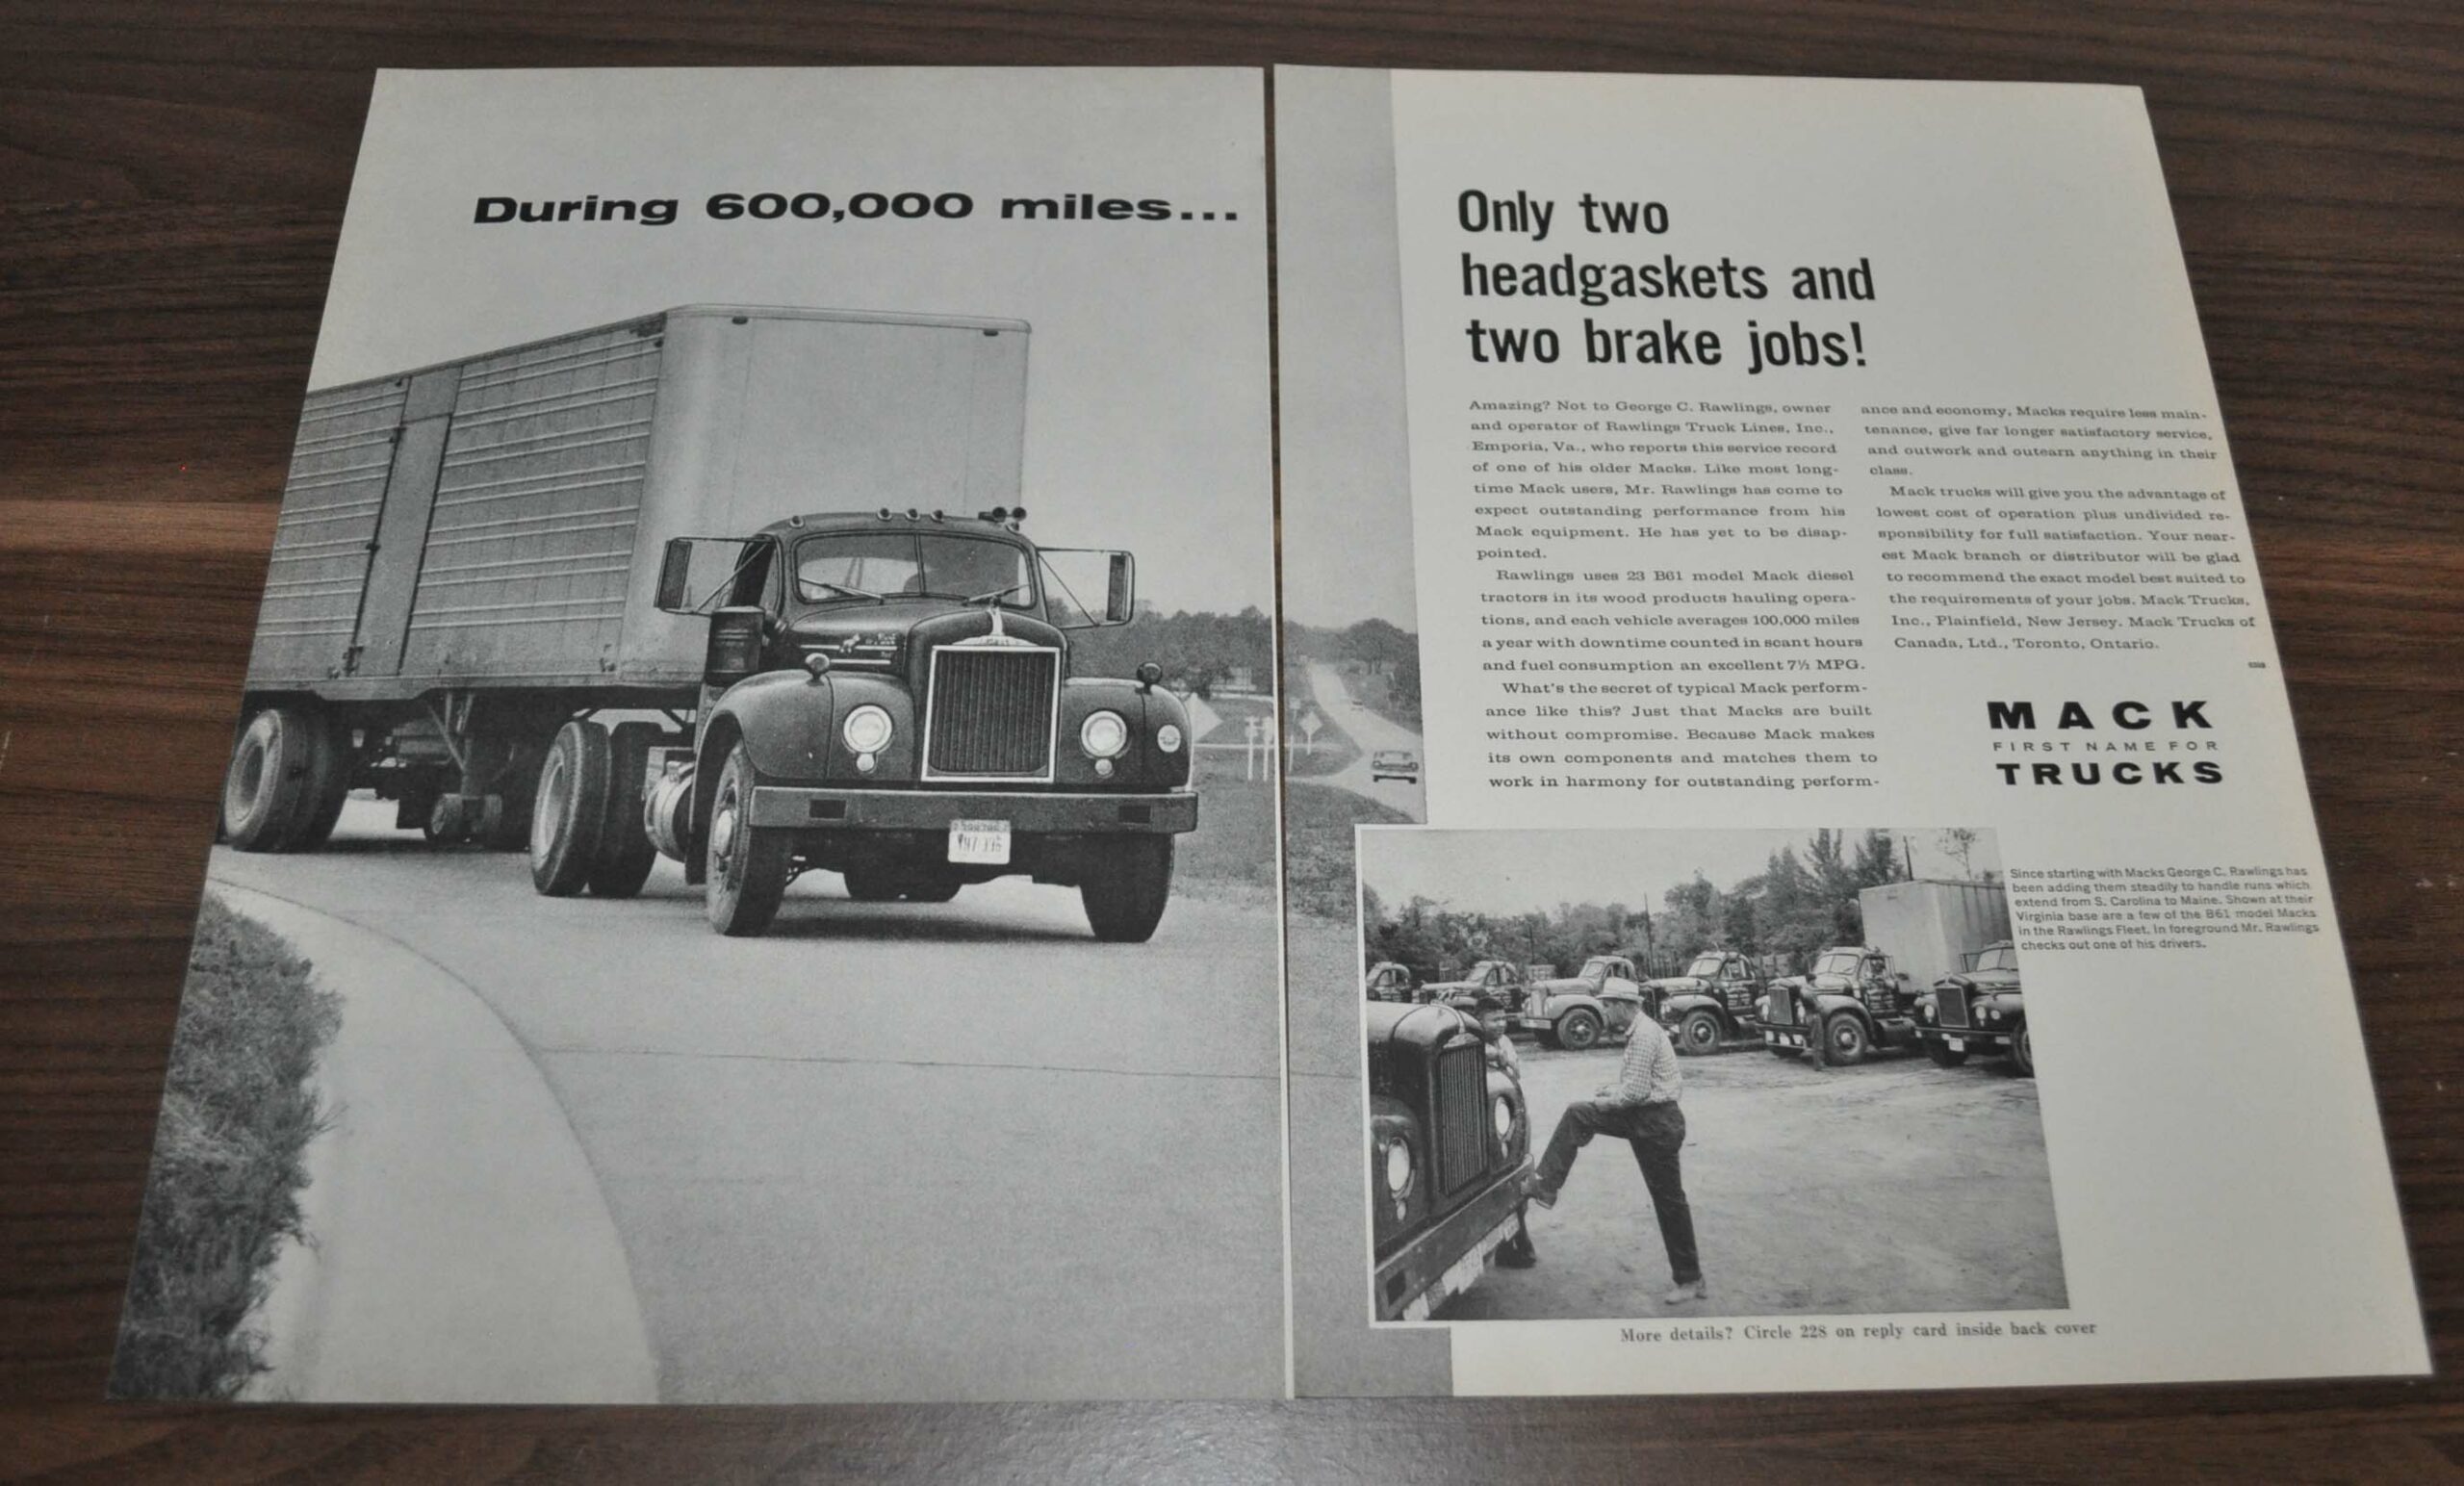 During 600,000 miles...
Only two
headgaskets and
two brake jobs!
Amazing? Not to George C. Rawlings, owner
and operator of Rawlings Truck Lines, Inc.,
Emporia, Va., who reports this service record
of one of his older Macks. Like most long-
time Mack users, Mr. Rawlings has come to
expect outstanding performance from his
Mack equipment. He has yet to be disap-
pointed.
Rawlings uses 23 B61 model Mack diesel
tractors in its wood products hauling opera-
tions, and each vehicle averages 100,000 miles
a year with downtime counted in scant hours
and fuel consumption an excellent 7½ MPG.
What's the secret of typical Mack perform-
ance like this? Just that Macks are built
without compromise. Because Mack makes
its own components and matches them to
work in harmony for outstanding perform-
ance and economy, Macks require less main-
tenance, give far longer satisfactory service,
and outwork and outearn anything in their
class.
Mack trucks will give you the advantage of
lowest cost of operation plus undivided re-
sponsibility for full satisfaction. Your near-
est Mack branch or distributor will be glad
to recommend the exact model best suited to
the requirements of your jobs. Mack Trucks,
Inc., Plainfield, New Jersey. Mack Trucks of
Canada, Ltd., Toronto, Ontario.
MACK
FIRST NAME FOR
TRUCKS
Since starting with Macks George C. Rawlings has
been adding them steadily to handle runs which
extend from S. Carolina to Maine. Shown at their
Virginia base are a few of the B61 model Macks
in the Rawlings Fleet. In foreground Mr. Rawlings
checks out one of his drivers.
More details? Circle 228 on reply card inside back cover